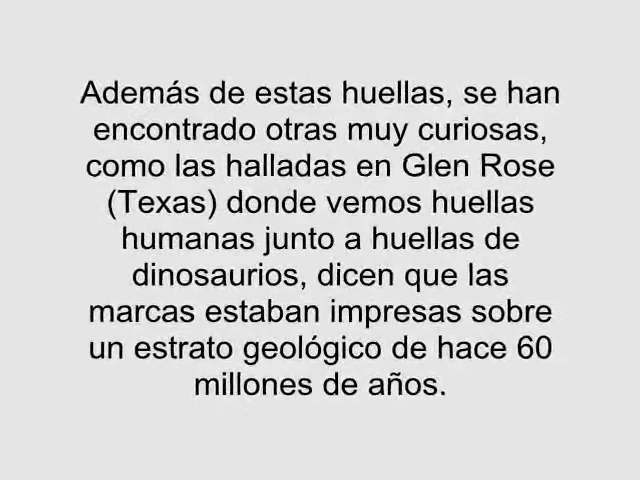 Además de estas huellas, se han
encontrado otras muy curiosas,
como las halladas en Glen Rose
(Texas) donde vemos huellas
humanas junto a huellas de
dinosaurios, dicen que las
marcas estaban impresas sobre
un estrato geológico de hace 60
millones de años.